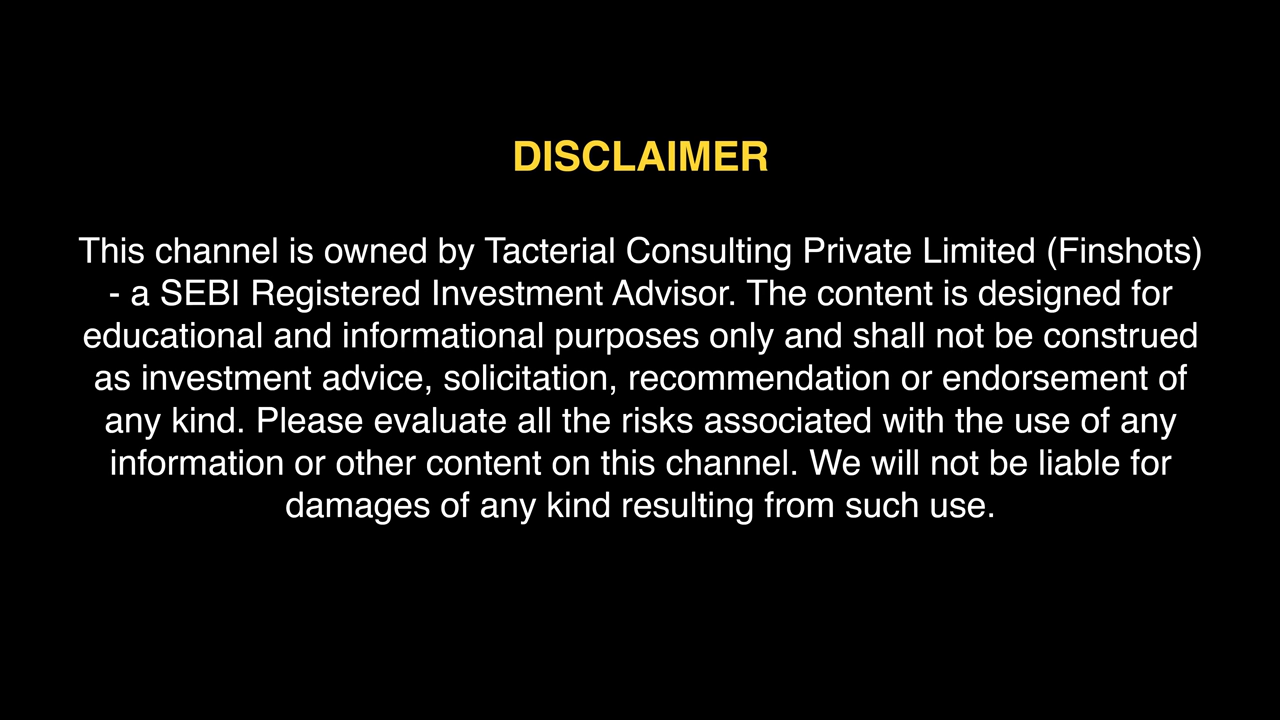 DISCLAIMER
This channel is owned by Tacterial Consulting Private Limited (Finshots)
- a SEBI Registered Investment Advisor. The content is designed for
educational and informational purposes only and shall not be construed
as investment advice, solicitation, recommendation or endorsement of
any kind. Please evaluate all the risks associated with the use of any
information or other content on this channel. We will not be liable for
damages of any kind resulting from such use.